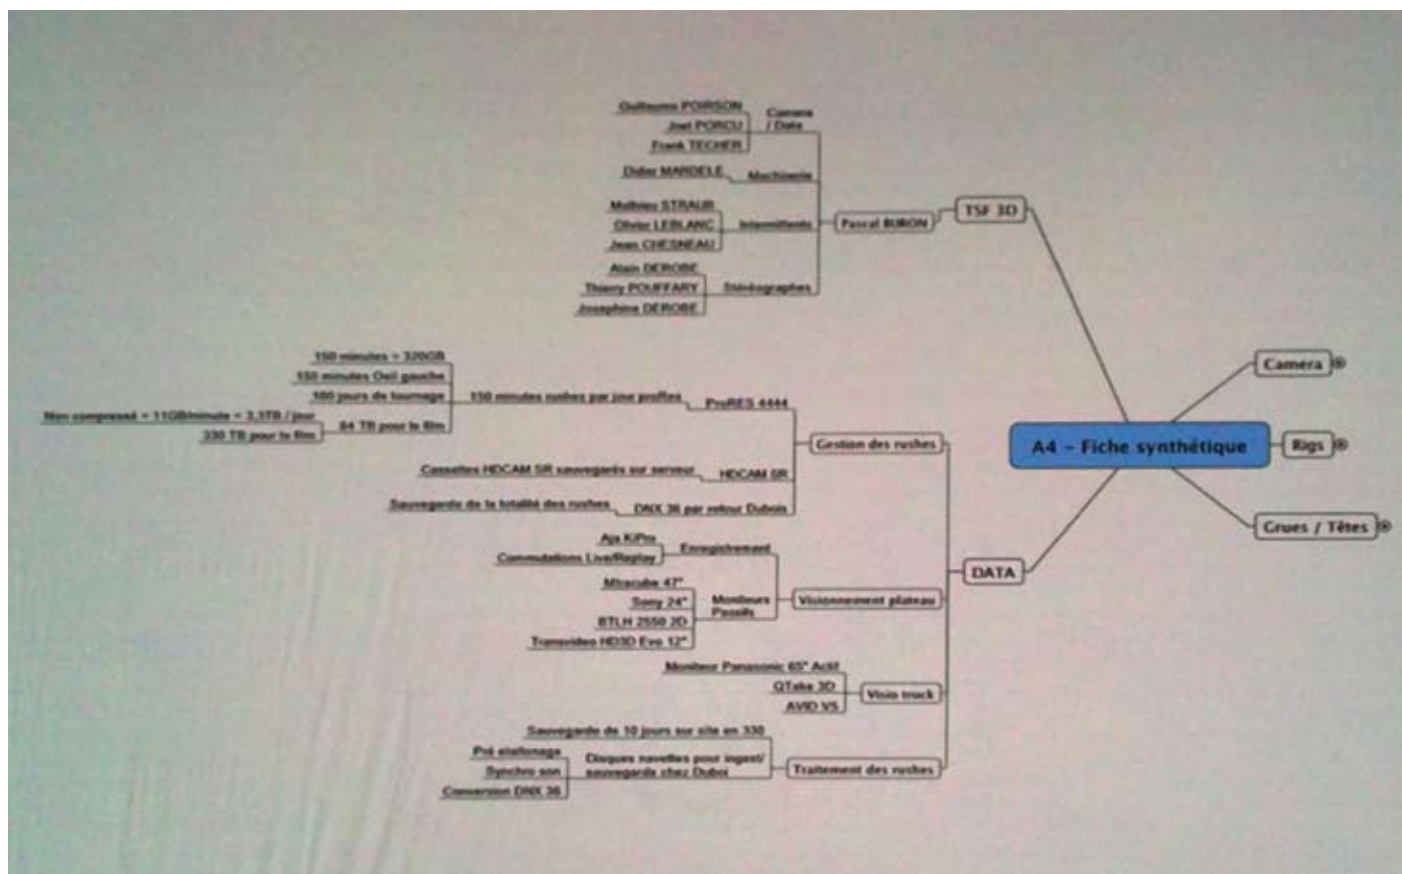 A4 – Fiche synthétique
TSF 3D
Pascal BURON
Camera
/ Data
Guillaume POIRSON
Joel PORCU
Frank TECHER
Machinerie
Didier MARDELE
Intermittents
Mathieu STRAUB
Olivier LEBLANC
Jean CHESNEAU
Stéréographes
Alain DEROBE
Thierry POUFFARY
Josephine DEROBE
Camera
Rigs
Grues / Têtes
DATA
Gestion des rushes
ProRES 4444
150 minutes rushes par jour proRes
150 minutes = 320GB
150 minutes Oeil gauche
100 jours de tournage
64 TB pour le film
Non compressé = 11GB/minute = 3,3TB / jour
330 TB pour le film
HDCAM SR
Cassettes HDCAM SR sauvegardés sur serveur
DNX 36 par retour Dubois
Sauvegarde de la totalité des rushes
Visionnement plateau
Enregistrement
Aja KiPro
Commutations Live/Replay
Moniteurs
Passifs
Miracube 47"
Sony 24"
BTLH 2550 2D
Transvideo HD3D Evo 12"
Visio truck
Moniteur Panasonic 65" Actif
QTake 3D
AVID V5
Traitement des rushes
Sauvegarde de 10 jours sur site en 330
Disques navettes pour ingest/
sauvegarde chez Duboi
Pré etallonage
Synchro son
Conversion DNX 36